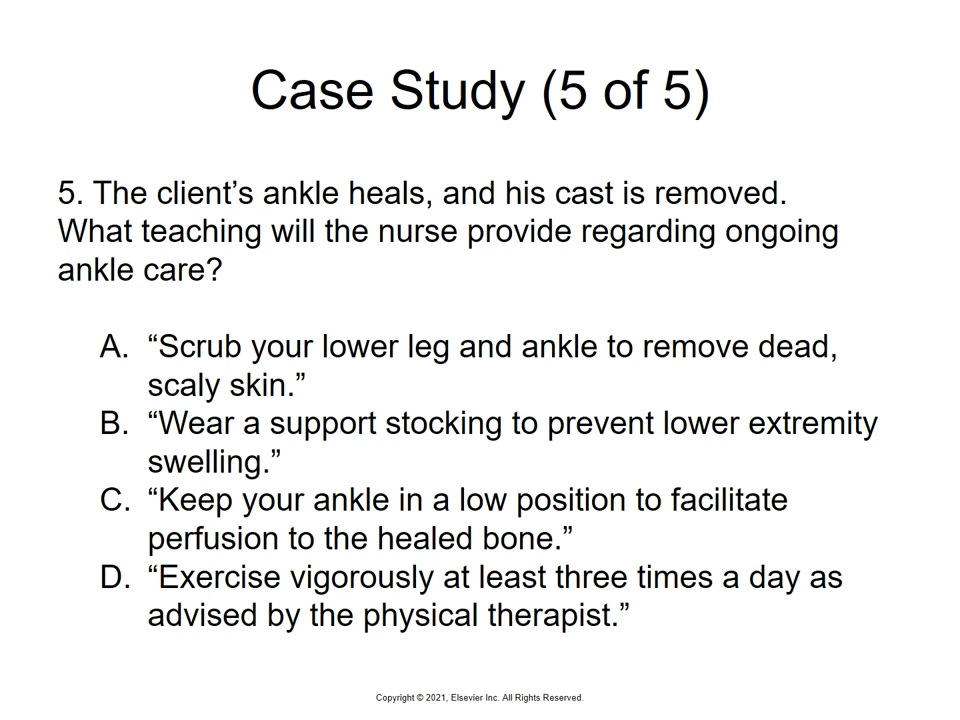 Case Study (5 of 5)
5. The client’s ankle heals, and his cast is removed.
What teaching will the nurse provide regarding ongoing
ankle care?
A. “Scrub your lower leg and ankle to remove dead,
scaly skin.”
B. “Wear a support stocking to prevent lower extremity
swelling.”
C. “Keep your ankle in a low position to facilitate
perfusion to the healed bone.”
D. “Exercise vigorously at least three times a day as
advised by the physical therapist.”
Copyright © 2021, Elsevier Inc. All Rights Reserved.